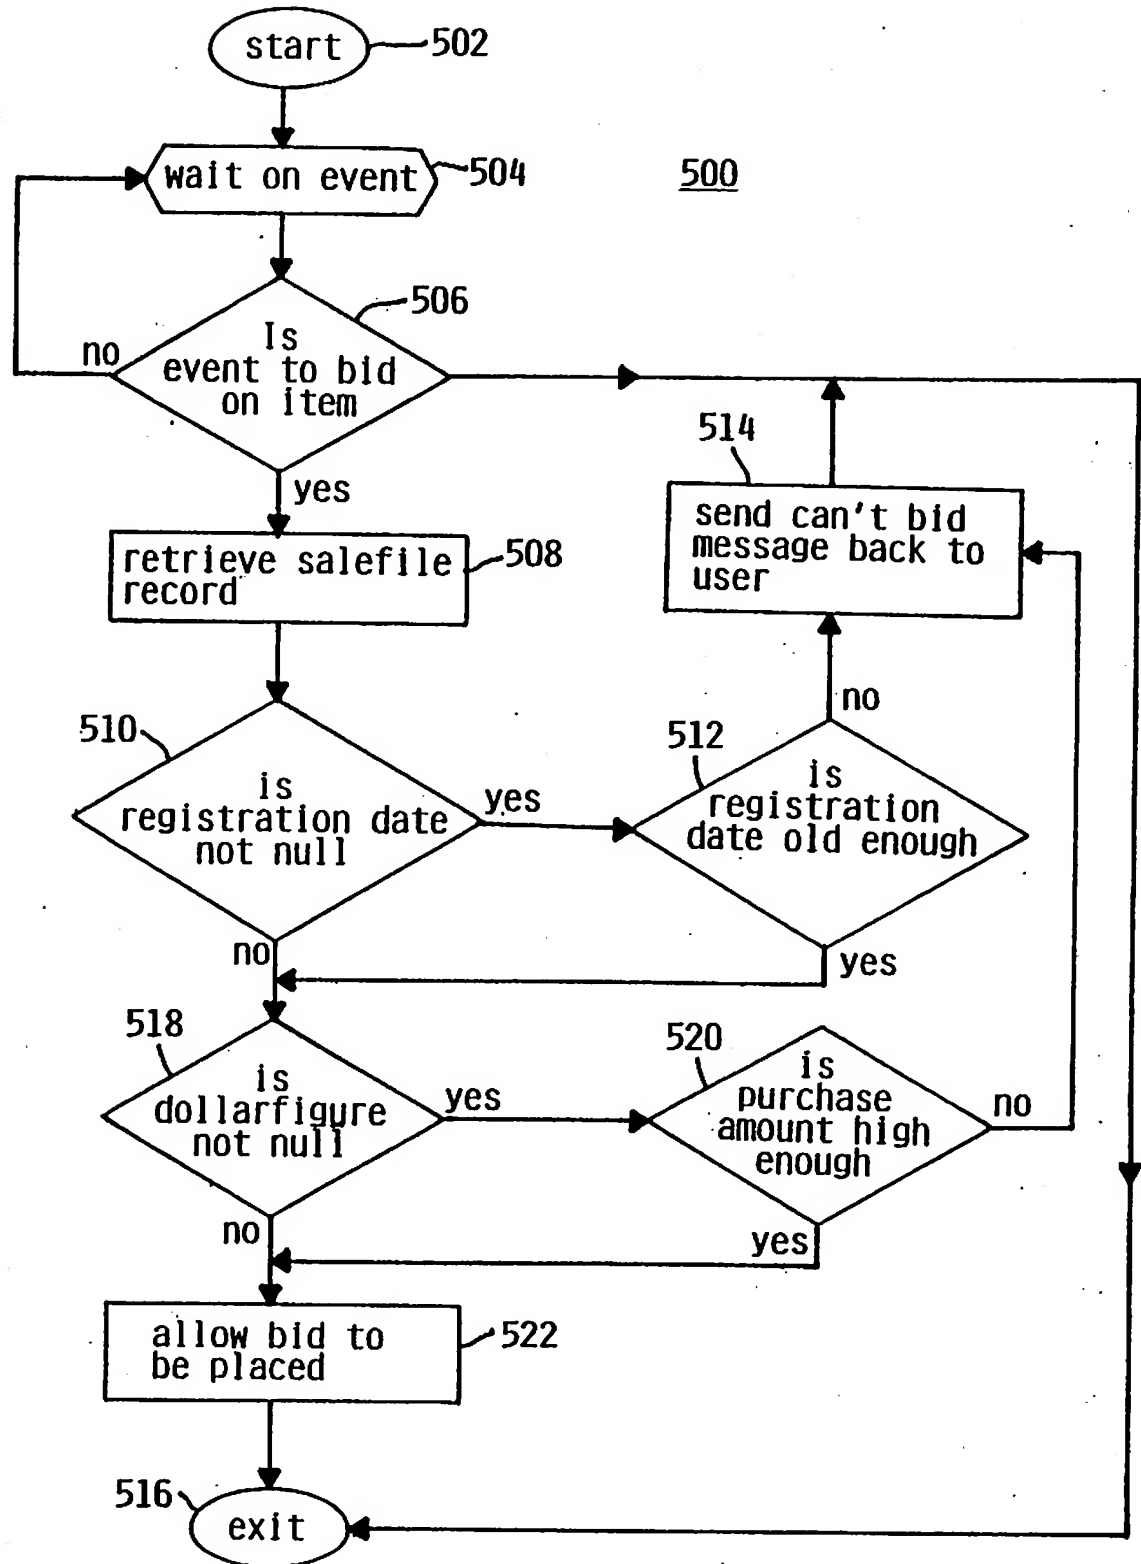 start
502
wait on event
504
500
506
Is
event to bid
on item
no
yes
514
send can't bid
message back to
user
retrieve salefile
record
508
no
510
is
registration date
not null
yes
512
is
registration
date old enough
no
yes
518
is
dollarfigure
not null
yes
520
is
purchase
amount high
enough
no
no
yes
allow bid to
be placed
522
516
exit